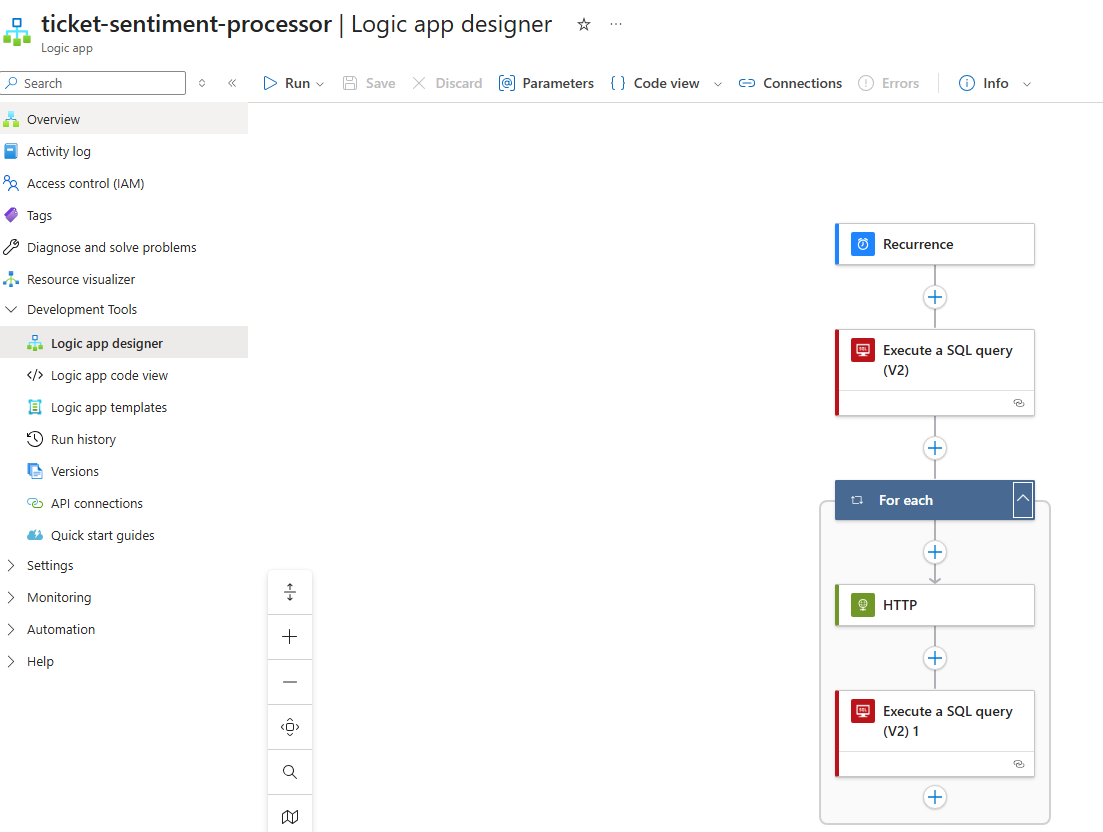 ticket-sentiment-processor | Logic app designer
Logic app
Search
Run
Save
Discard
Parameters
Code view
Connections
Errors
Info
Overview
Activity log
Access control (IAM)
Tags
Diagnose and solve problems
Resource visualizer
Development Tools
Logic app designer
Logic app code view
Logic app templates
Run history
Versions
API connections
Quick start guides
Settings
Monitoring
Automation
Help
Recurrence
Execute a SQL query
(V2)
For each
HTTP
Execute a SQL query
(V2) 1